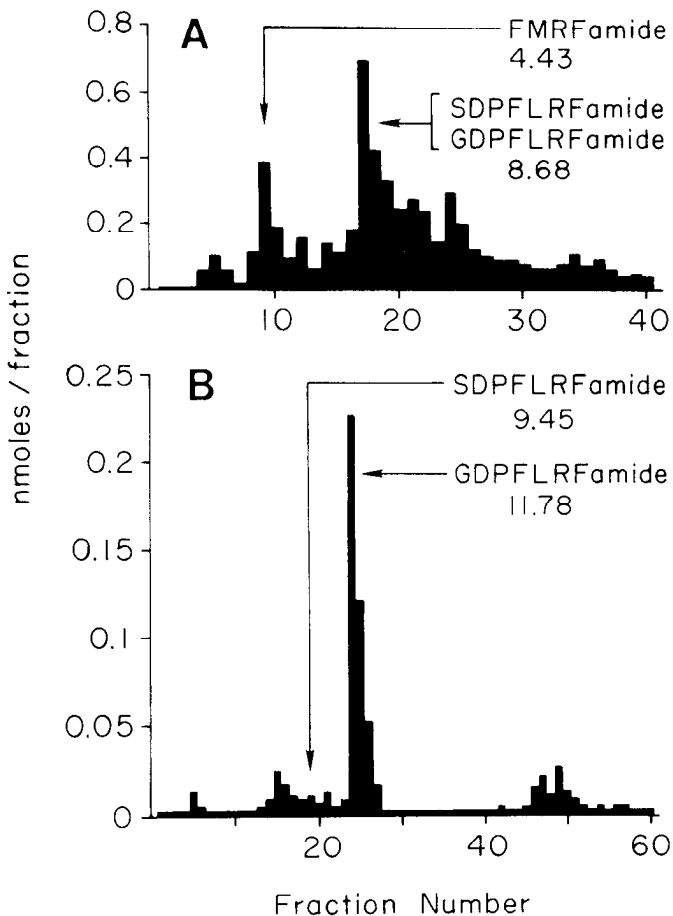 A
FMRFamide
4.43
SDPFLRFamide
GDPFLRFamide
8.68
0.8
0.6
0.4
0.2
0
10
20
30
40
nmoles / fraction
B
SDPFLRFamide
9.45
GDPFLRFamide
11.78
0.25
0.2
0.15
0.1
0.05
0
20
40
60
Fraction Number